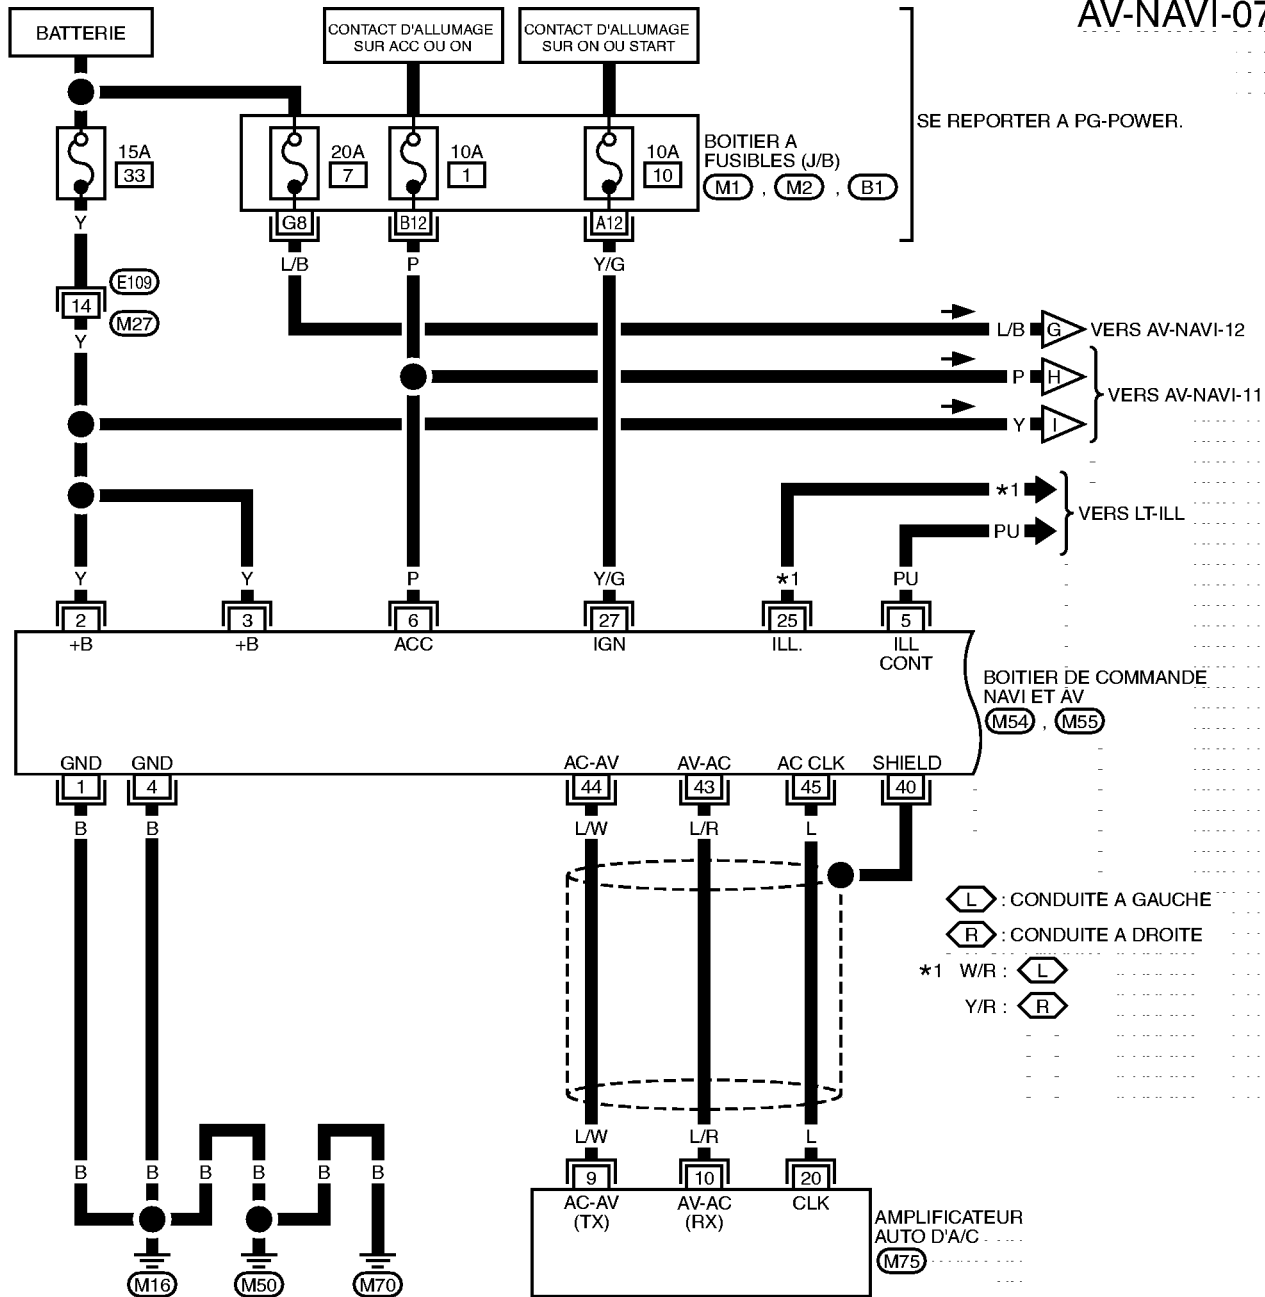 AV-NAVI-07
BATTERIE
CONTACT D'ALLUMAGE
SUR ACC OU ON
CONTACT D'ALLUMAGE
SUR ON OU START
SE REPORTER A PG-POWER.
15A
33
20A
7
10A
1
10A
10
BOITIER A
FUSIBLES (J/B)
M1 , M2 , B1
G8
B12
A12
Y
L/B
P
Y/G
E109
14
M27
Y
L/B
G
VERS AV-NAVI-12
P
H
VERS AV-NAVI-11
Y
I
*1
VERS LT-ILL
PU
Y
Y
P
Y/G
*1
PU
2
3
6
27
25
5
+B
+B
ACC
IGN
ILL.
ILL
CONT
BOITIER DE COMMANDE
NAVI ET AV
M54 , M55
GND
GND
AC-AV
AV-AC
AC CLK
SHIELD
1
4
44
43
45
40
B
B
L/W
L/R
L
L : CONDUITE A GAUCHE
R : CONDUITE A DROITE
*1 W/R : L
Y/R : R
L/W
L/R
L
B
B
B
B
B
B
9
10
20
AC-AV
(TX)
AV-AC
(RX)
CLK
AMPLIFICATEUR
AUTO D'A/C
M75
M16
M50
M70